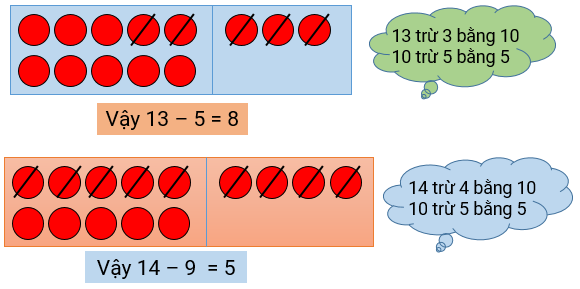 13 trừ 3 bằng 10
10 trừ 5 bằng 5
Vậy 13 – 5 = 8
14 trừ 4 bằng 10
10 trừ 5 bằng 5
Vậy 14 – 9 = 5